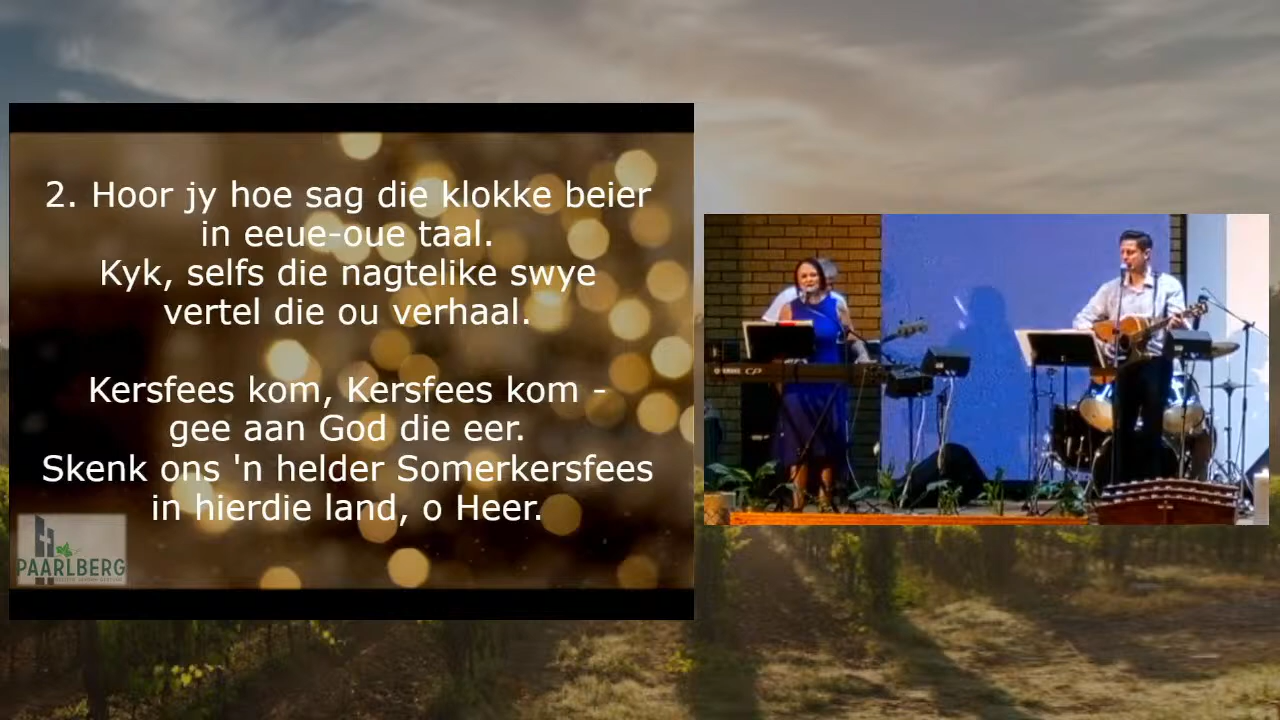 2. Hoor jy hoe sag die klokke beier
in eeue-oue taal.
Kyk, selfs die nagtelike swye
vertel die ou verhaal.
Kersfees kom, Kersfees kom -
gee aan God die eer.
Skenk ons 'n helder Somerkersfees
in hierdie land, o Heer.
PAARLBERG
YAMAHA CP